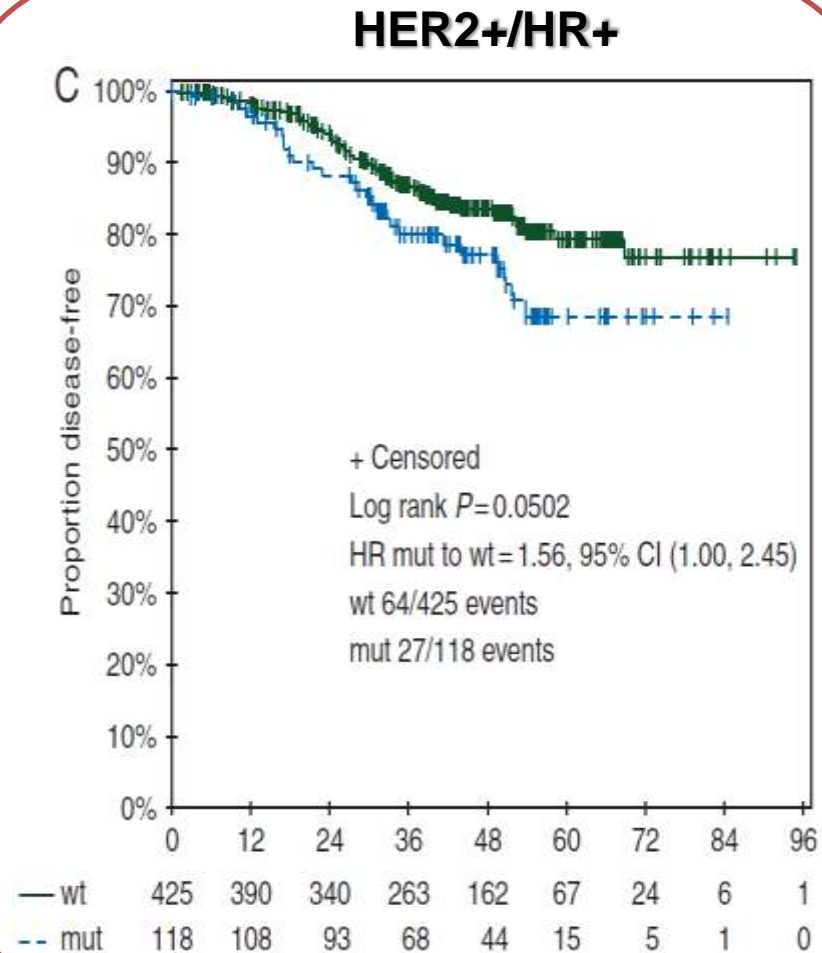 HER2+/HR+
C
100%
90%
80%
70%
60%
50%
40%
30%
20%
10%
0%
Proportion disease-free
+ Censored
Log rank P=0.0502
HR mut to wt=1.56, 95% CI (1.00, 2.45)
wt 64/425 events
mut 27/118 events
0 12 24 36 48 60 72 84 96
wt 425 390 340 263 162 67 24 6 1
mut 118 108 93 68 44 15 5 1 0